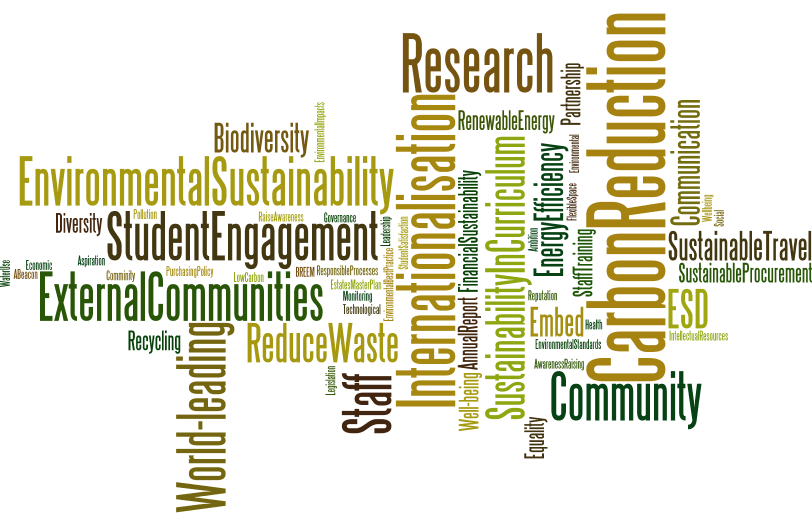 Research
CarbonReduction
Partnership
Internationalisation
RenewableEnergy
EnvironmentalImpacts
Biodiversity
Communication
SustainabilityInCurriculum
Environmental
EnergyEfficiency
EnvironmentalSustainability
FinancialSustainability
FlexibleSpace
Wellbeing
Social
Diversity
Pollution
RaiseAwareness
Governance
Leadership
StudentSatisfaction
StudentEngagement
Ambition
StaffTraining
SustainableTravel
Waterwise
Economic
ABeacon
Aspiration
Comminity
PurchasingPolicy
LowCarbon
BREEM
ResponsibleProcesses
EnvironmentalBestPractice
SustainableProcurement
ExternalCommunities
EstatesMasterPlan
Monitoring
Technological
Reputation
ESD
Embed
Health
AnnualReport
Recycling
World-leading
ReduceWaste
EnvironmentalStandards
IntellectualResources
AwarenessRaising
Legislation
Staff
Well-being
Community
Equality